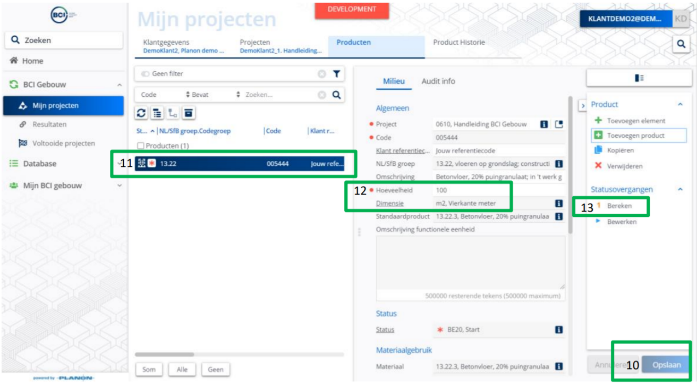 BCI
DEVELOPMENT
Mijn projecten
KLANTDEMO2@DEM...
KD
Zoeken
Home
BCI Gebouw
Mijn projecten
Resultaten
Voltooide projecten
Database
Mijn BCI gebouw
powered by PLANON
Klantgegevens
DemoKlant2, Planon demo ...
Projecten
DemoKlant2_1. Handleiding...
Producten
Product Historie
Geen filter
Code
Bevat
Zoeken...
St... NL/SfB groep.Codegroep Code Klant r...
Producten (1)
11 13.22 005444 Jouw refe...
Som Alle Geen
Milieu Audit info
Algemeen
Project 0610, Handleiding BCI Gebouw
Code 005444
Klant referentiec... Jouw referentiecode
NL/SfB groep 13.22, vloeren op grondslag; constructi
Omschrijving Betonvloer, 20% puingranulaat; in 't werk g
12 Hoeveelheid 100
Dimensie m2, Vierkante meter
Standaardproduct 13.22.3, Betonvloer, 20% puingranulaa
Omschrijving functionele eenheid
500000 resterende tekens (500000 maximum)
Status
Status BE20, Start
Materiaalgebruik
Materiaal 13.22.3, Betonvloer, 20% puingranulaa
Product
Toevoegen element
Toevoegen product
Kopiëren
Verwijderen
Statusovergangen
13 Bereken
Bewerken
10 Opslaan